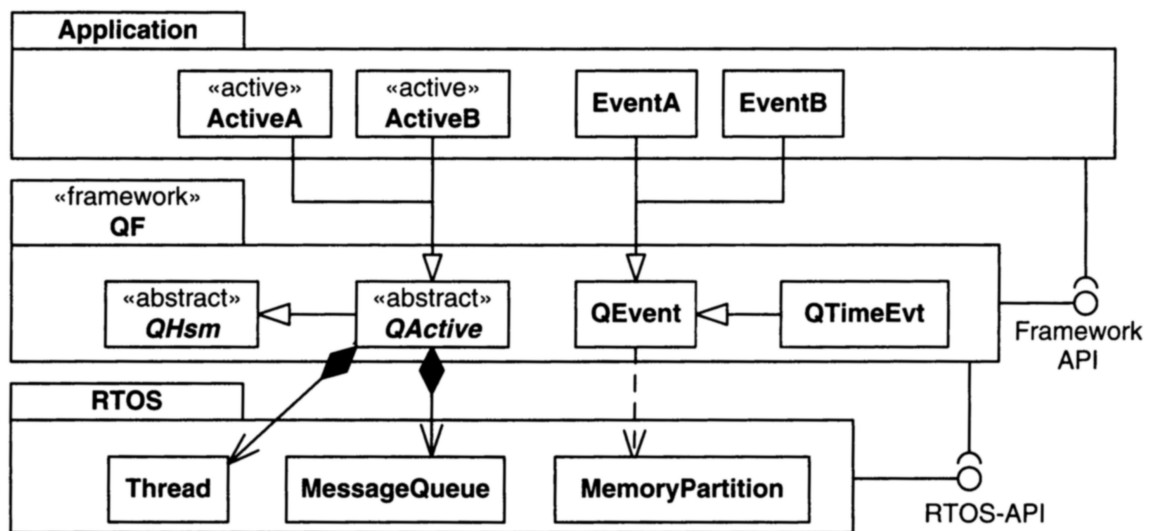 Application
«active»
ActiveA
«active»
ActiveB
EventA
EventB
«framework»
QF
«abstract»
QHsm
«abstract»
QActive
QEvent
QTimeEvt
Framework
API
RTOS
Thread
MessageQueue
MemoryPartition
RTOS-API